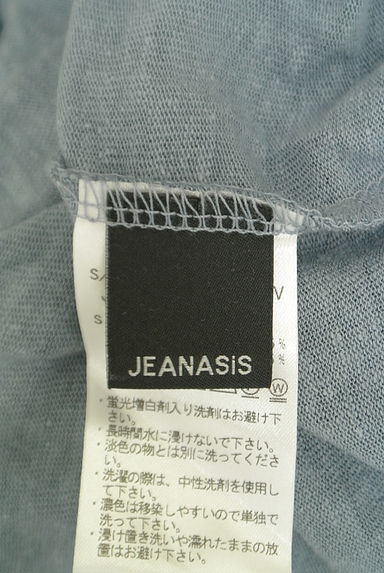 S/
V
S
%
%
JEANASiS
W
・蛍光増白剤入り洗剤はお避け下
さい。
・長時間水に浸けないで下さい。
・淡色の物とは別に洗ってくださ
い。
・洗濯の際は、中性洗剤を使用し
て下さい。
・濃色は移染しやすいので単独で
洗って下さい。
・浸け置き洗いや濡れたままの放
置はお避け下さい。